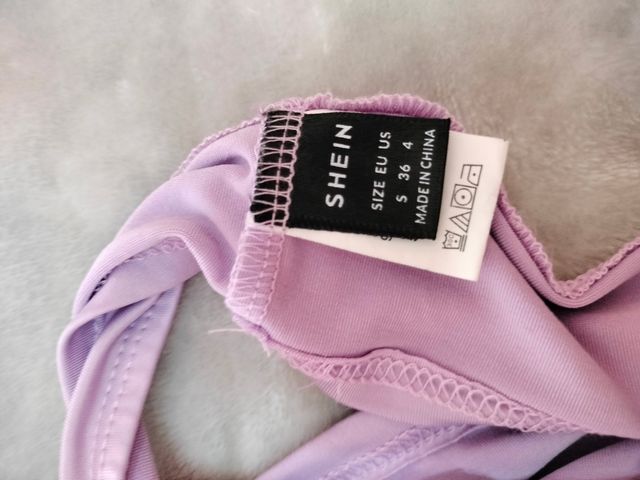 SHEIN
SIZE EU US
S 36 4
MADE IN CHINA